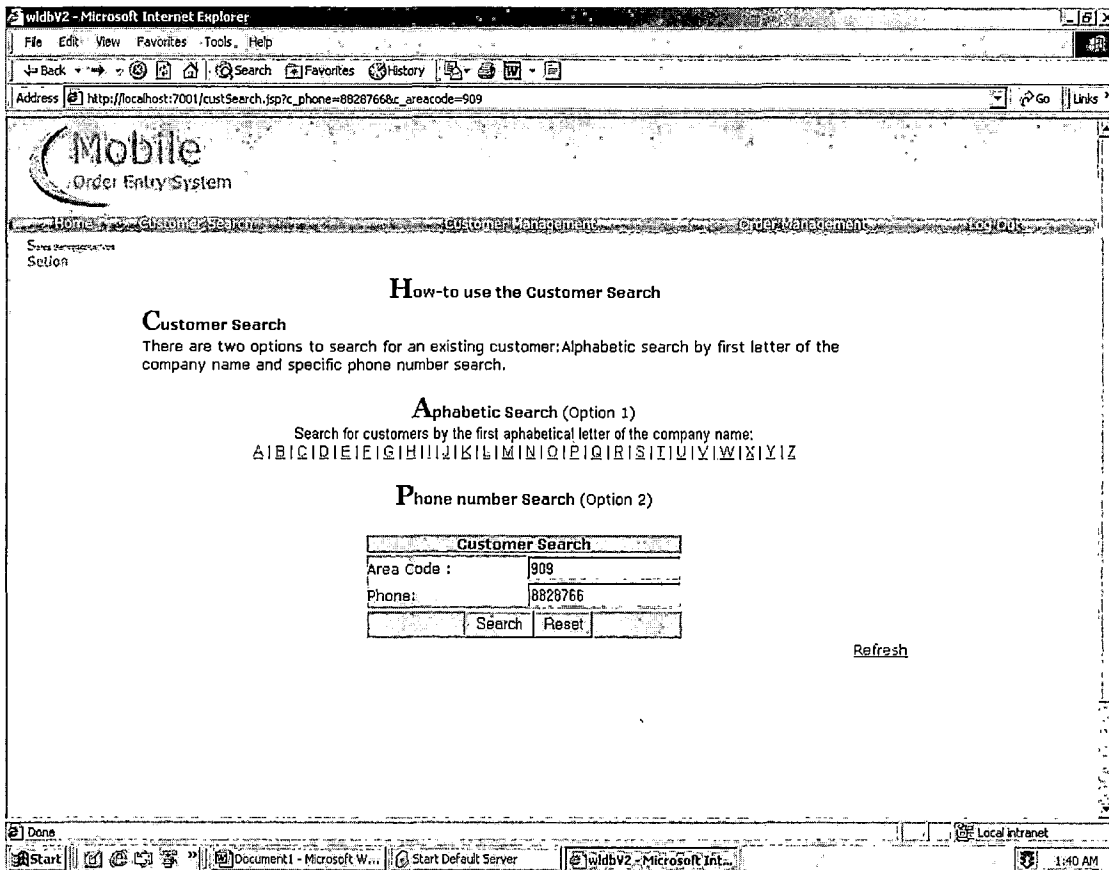 wldbV2 - Microsoft Internet Explorer
File Edit View Favorites Tools Help
Back Search Favorites History
Address http://localhost:7001/custSearch.jsp?c_phone=8828766&c_areacode=909 Go Links
Mobile
Order Entry System
Home Customer Search Customer Management Order Management Log Out
How-to use the Customer Search
Customer Search
There are two options to search for an existing customer:Alphabetic search by first letter of the
company name and specific phone number search.
Aphabetic Search (Option 1)
Search for customers by the first aphabetical letter of the company name:
A | B | C | D | E | F | G | H | I | J | K | L | M | N | O | P | Q | R | S | T | U | V | W | X | Y | Z
Phone number Search (Option 2)
Customer Search
Area Code : 909
Phone: 8828766
Search Reset
Refresh
Done Local intranet
Start Document1 - Microsoft W... Start Default Server wldbV2 - Microsoft Int... 1:40 AM